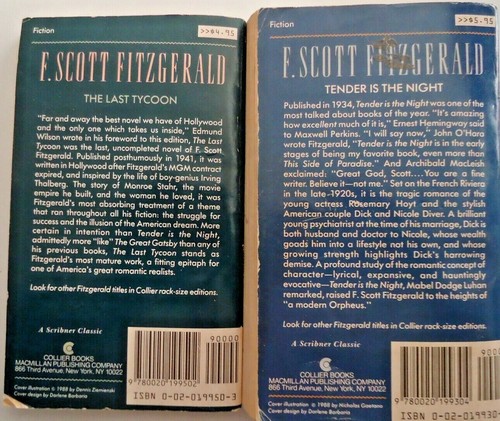 Fiction
>>$4.95
F. SCOTT FITZGERALD
THE LAST TYCOON
"Far and away the best novel we have of Hollywood
and the only one which takes us inside," Edmund
Wilson wrote in his foreword to this edition, The Last
Tycoon was the last, uncompleted novel of F. Scott
Fitzgerald. Published posthumously in 1941, it was
written in Hollywood after Fitzgerald's MGM contract
expired, and inspired by the life of boy-genius Irving
Thalberg. The story of Monroe Stahr, the movie
empire he built, and the woman he loved, it was
Fitzgerald's most absorbing treatment of a theme
that ran throughout all his fiction: the struggle for
success and the illusion of the American dream. More
certain in intention than Tender is the Night,
admittedly more "like" The Great Gatsby than any of
his previous books, The Last Tycoon stands as
Fitzgerald's most mature work, a fitting epitaph for
one of America's great romantic realists.
Look for other Fitzgerald titles in Collier rack-size editions.
A Scribner Classic
COLLIER BOOKS
MACMILLAN PUBLISHING COMPANY
866 Third Avenue, New York, NY 10022
Cover illustration © 1988 by Dennis Ziemienski
Cover design by Darlene Barbaria
90000
9 780020 199502
ISBN 0-02-019950-3
Fiction
>>$5.95
F. SCOTT FITZGERALD
TENDER IS THE NIGHT
Published in 1934, Tender is the Night was one of the
most talked about books of the year. "It's amazing
how excellent much of it is," Ernest Hemingway said
to Maxwell Perkins. "I will say now," John O'Hara
wrote Fitzgerald, "Tender is the Night is in the early
stages of being my favorite book, even more than
This Side of Paradise." And Archibald MacLeish
exclaimed: "Great God, Scott....You are a fine
writer. Believe it—not me." Set on the French Riviera
in the late-1920s, it is the tragic romance of the
young actress Rosemary Hoyt and the stylish
American couple Dick and Nicole Diver. A brilliant
young psychiatrist at the time of his marriage, Dick is
both husband and doctor to Nicole, whose wealth
goads him into a lifestyle not his own, and whose
growing strength highlights Dick's harrowing
demise. A profound study of the romantic concept of
character—lyrical, expansive, and hauntingly
evocative—Tender is the Night, Mabel Dodge Luhan
remarked, raised F. Scott Fitzgerald to the heights of
"a modern Orpheus."
Look for other Fitzgerald titles in Collier rack-size editions.
A Scribner Classic
COLLIER BOOKS
MACMILLAN PUBLISHING COMPANY
866 Third Avenue, New York, NY 10022
Cover illustration © 1988 by Nicholas Gaetano
Cover design by Darlene Barbaria
90000
9 780020 199304
ISBN 0-02-019930